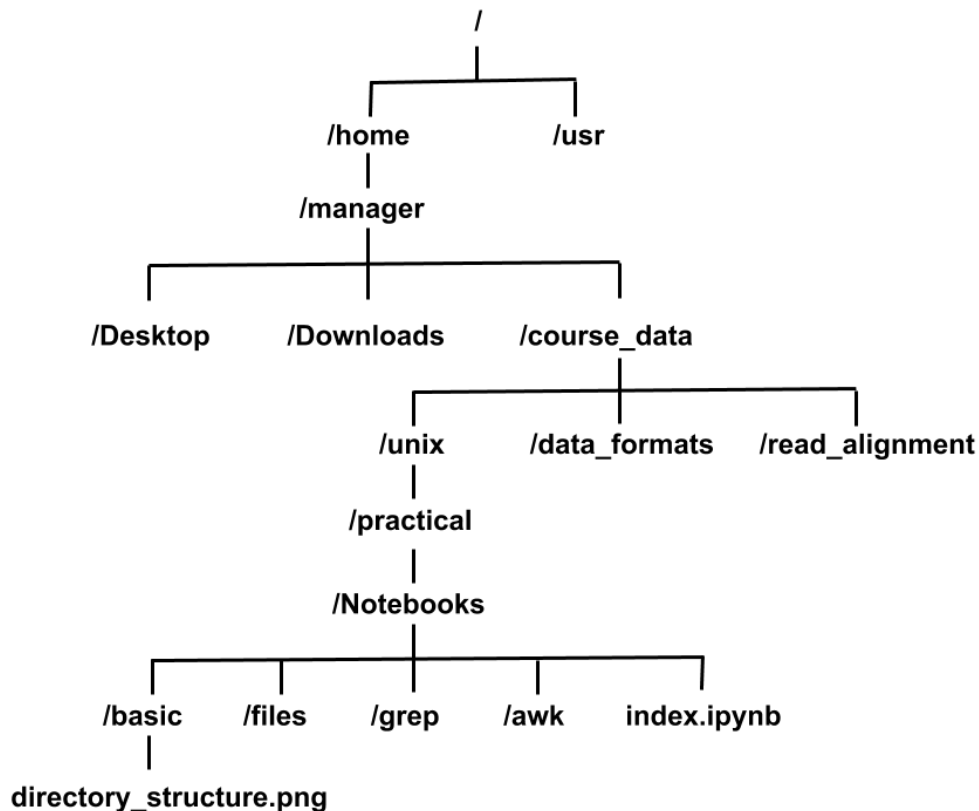 /
/home /usr
/manager
/Desktop /Downloads /course_data
/unix /data_formats /read_alignment
/practical
/Notebooks
/basic /files /grep /awk index.ipynb
directory_structure.png